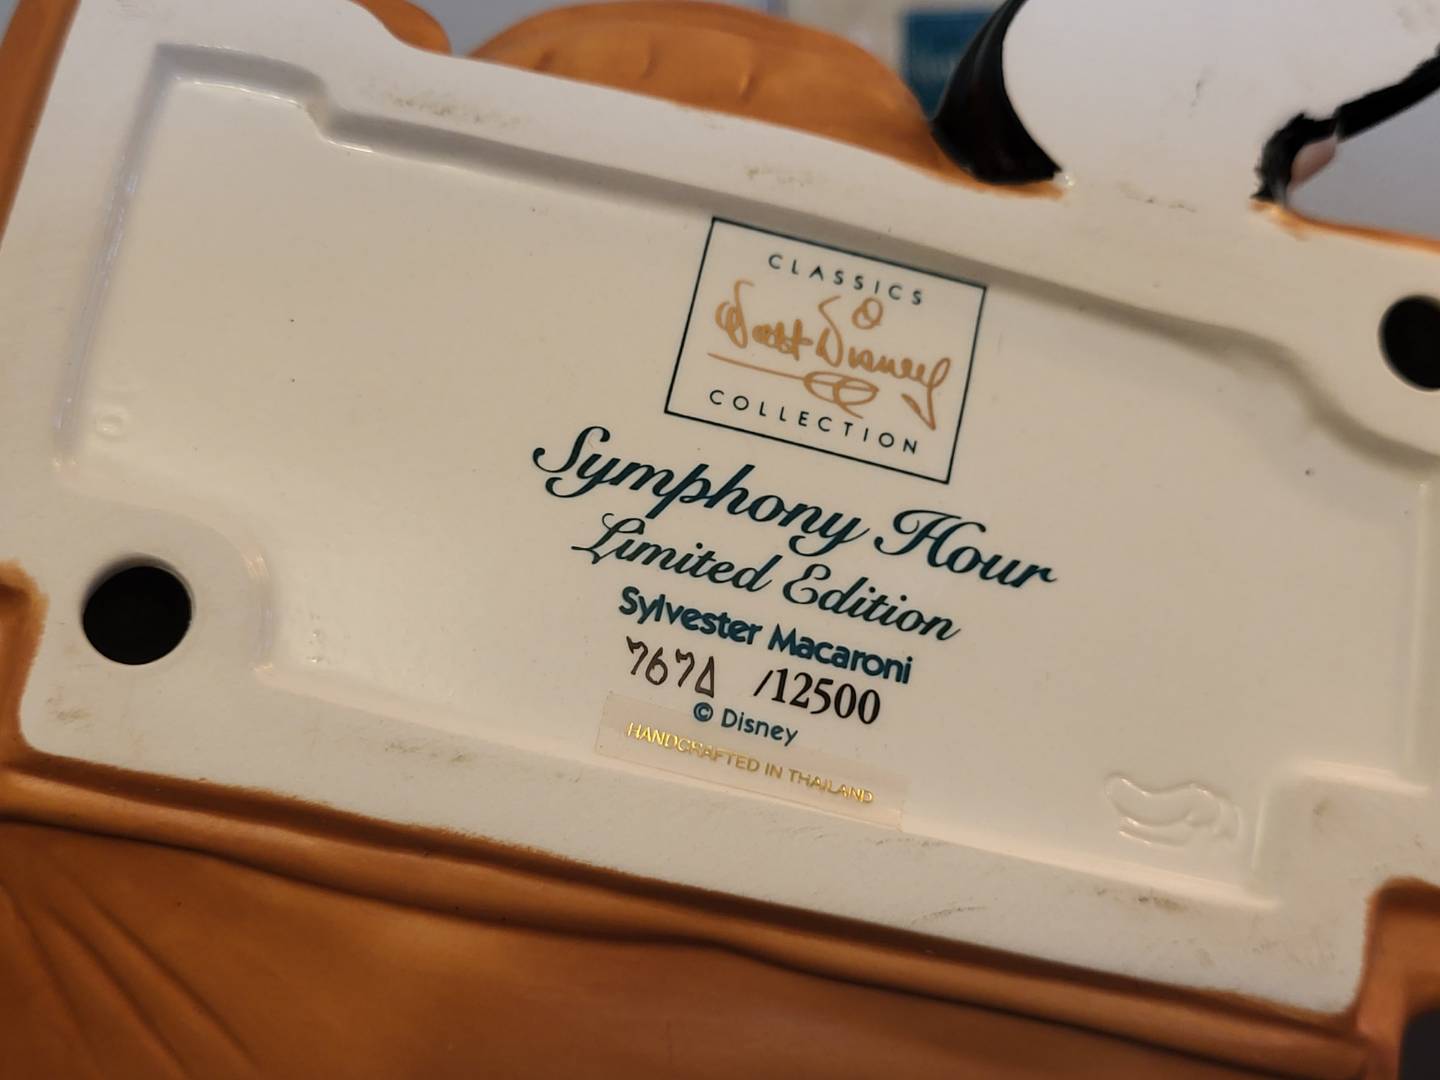 CLASSICS
Walt Disney
COLLECTION
Symphony Hour
Limited Edition
Sylvester Macaroni
7674 /12500
© Disney
HANDCRAFTED IN THAILAND